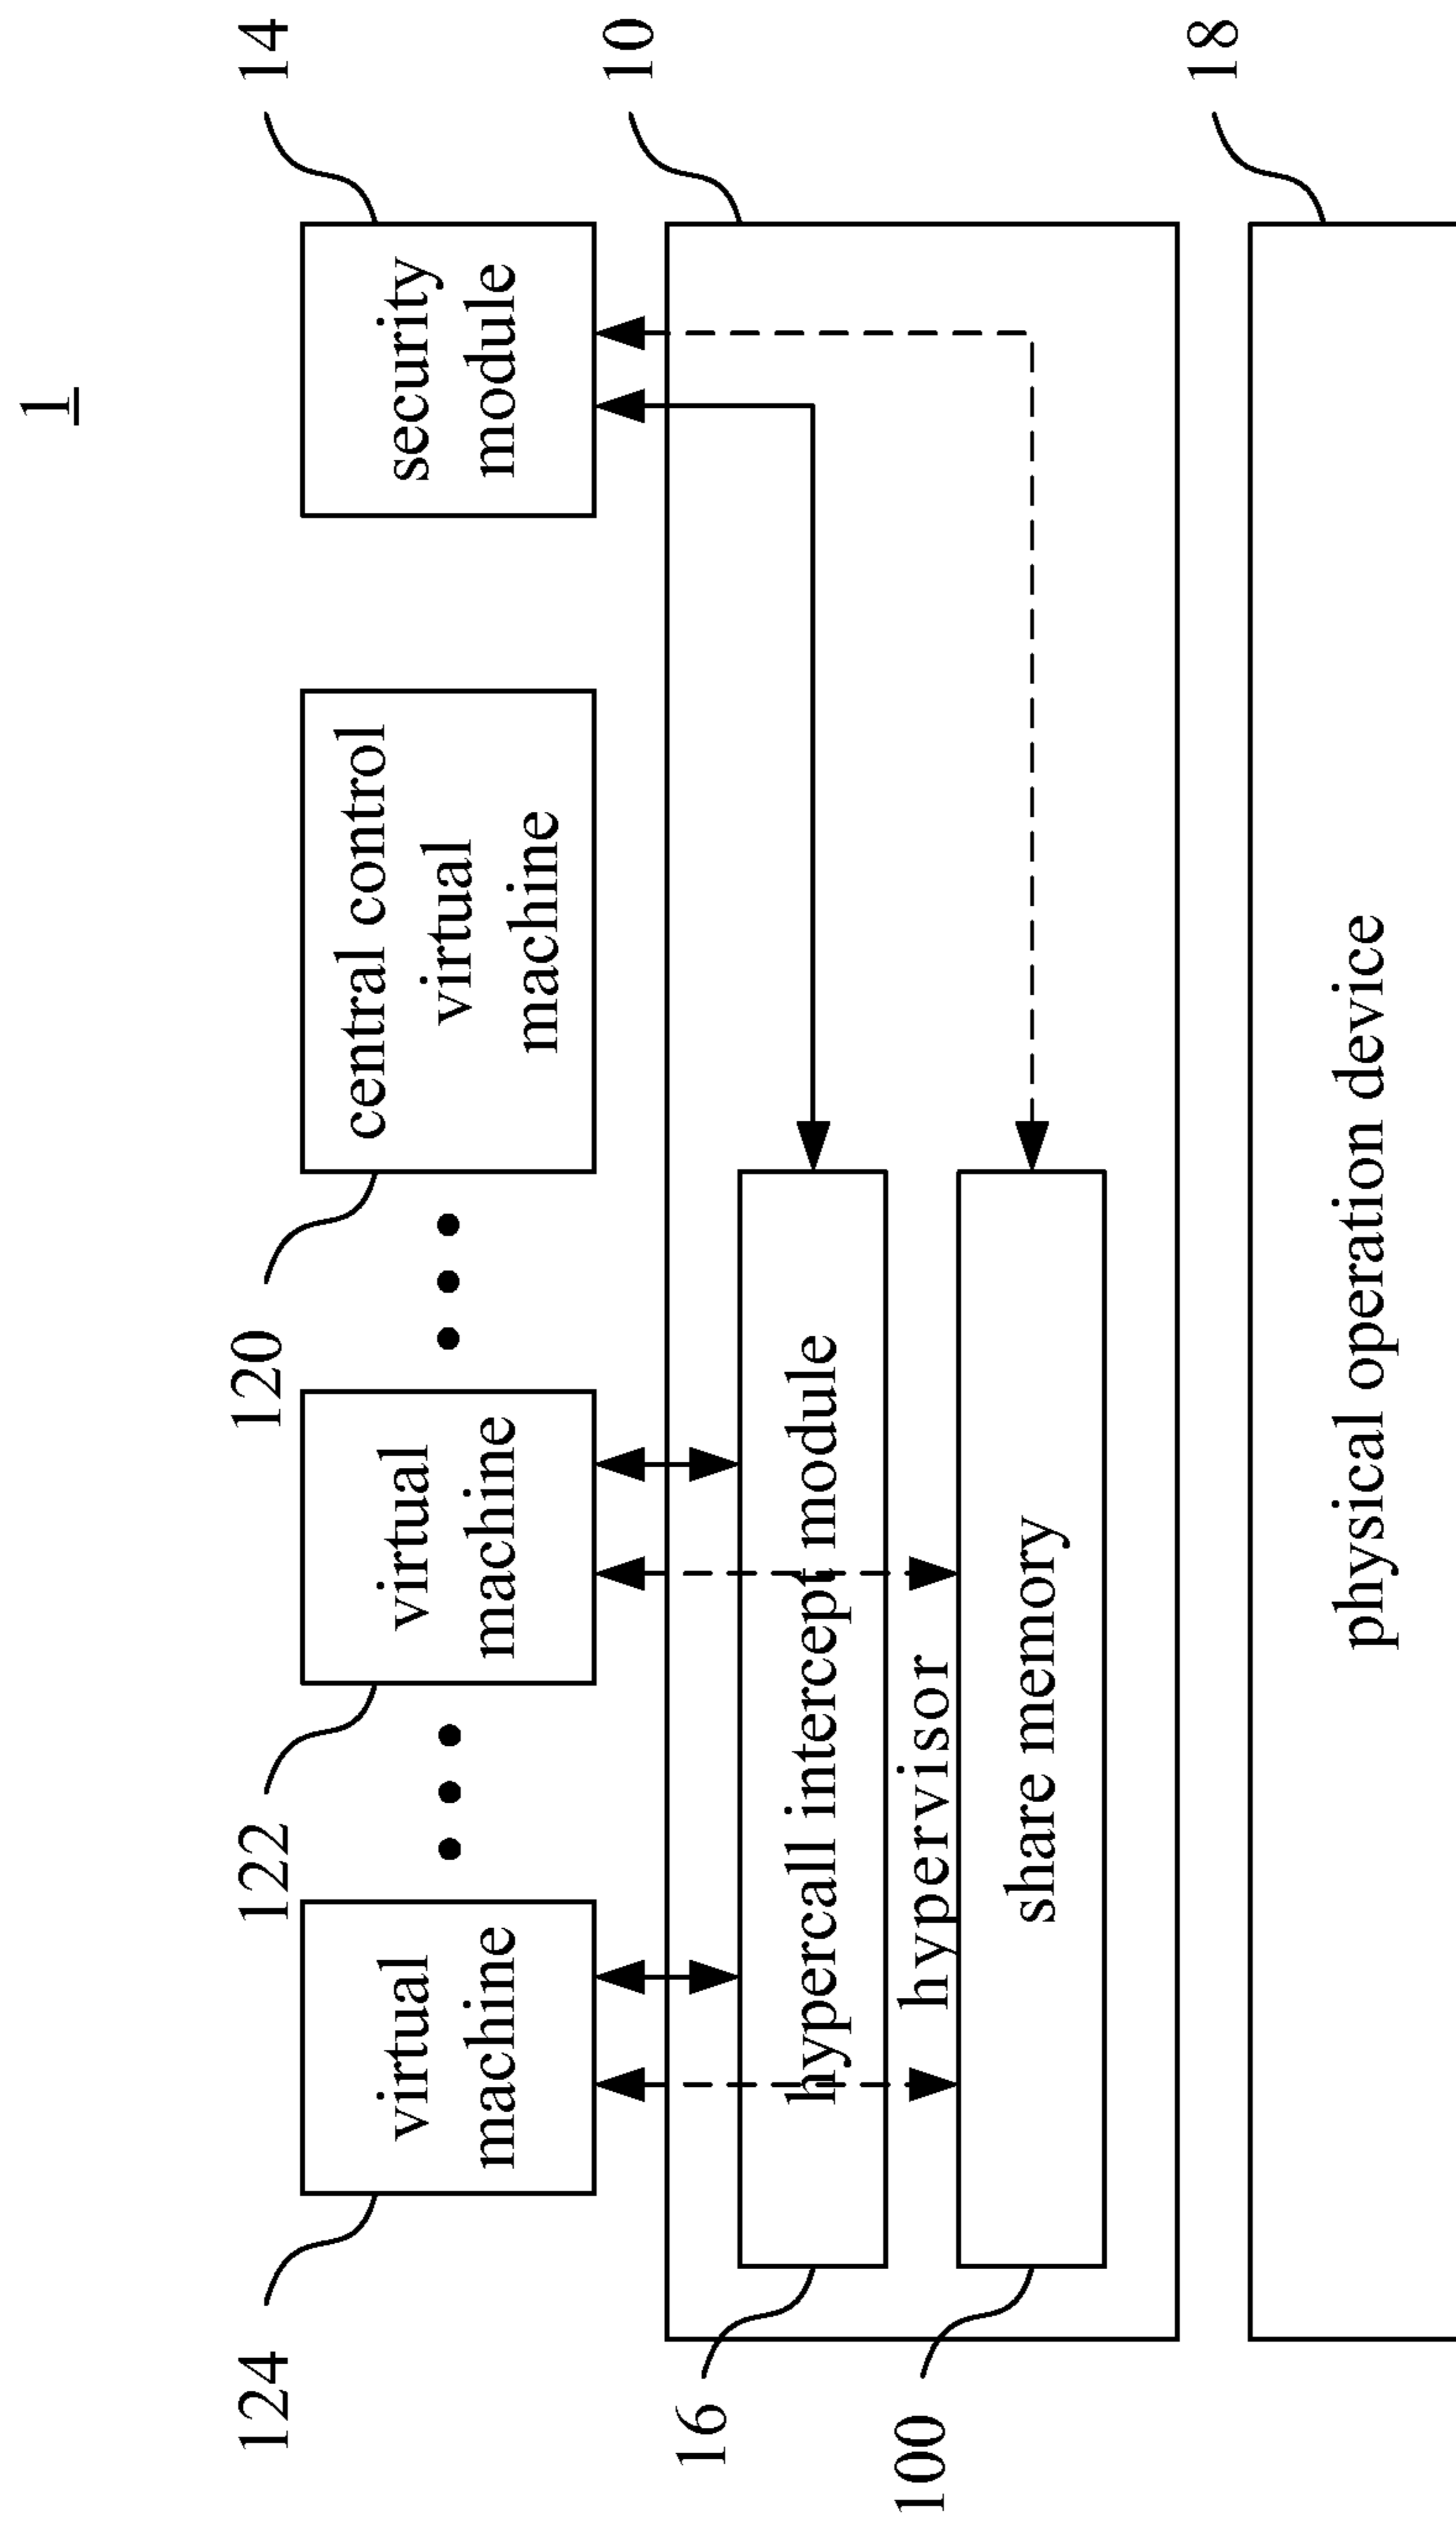 1
124
122
120
14
virtual
machine
virtual
machine
central control
virtual
machine
security
module
16
10
hypercall intercept module
hypervisor
100
share memory
18
physical operation device